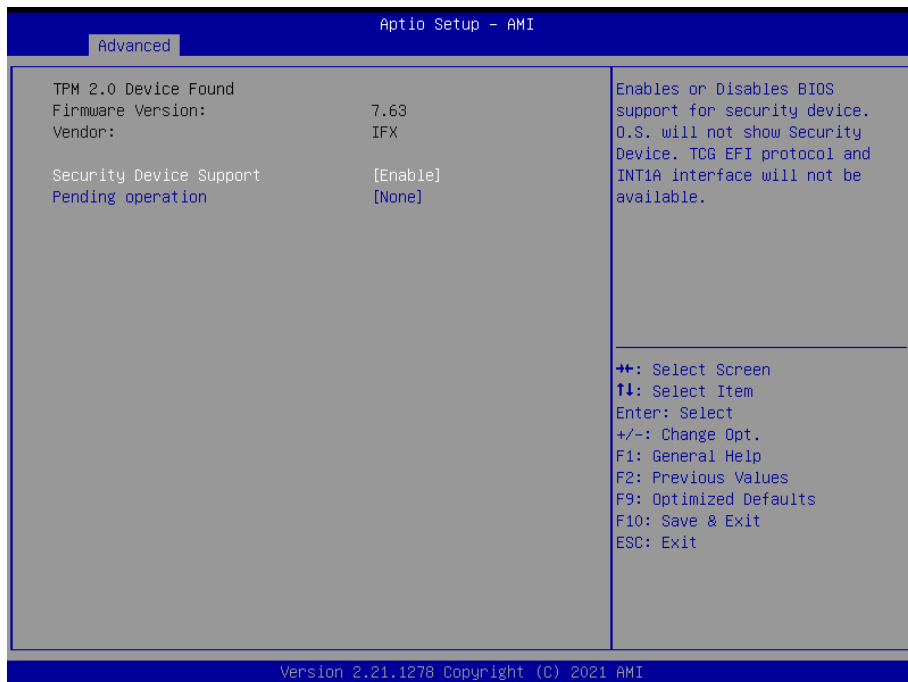 Aptio Setup – AMI
Advanced
TPM 2.0 Device Found
Firmware Version: 7.63
Vendor: IFX
Security Device Support [Enable]
Pending operation [None]
Enables or Disables BIOS
support for security device.
O.S. will not show Security
Device. TCG EFI protocol and
INT1A interface will not be
available.
→←: Select Screen
↑↓: Select Item
Enter: Select
+/-: Change Opt.
F1: General Help
F2: Previous Values
F9: Optimized Defaults
F10: Save & Exit
ESC: Exit
Version 2.21.1278 Copyright (C) 2021 AMI